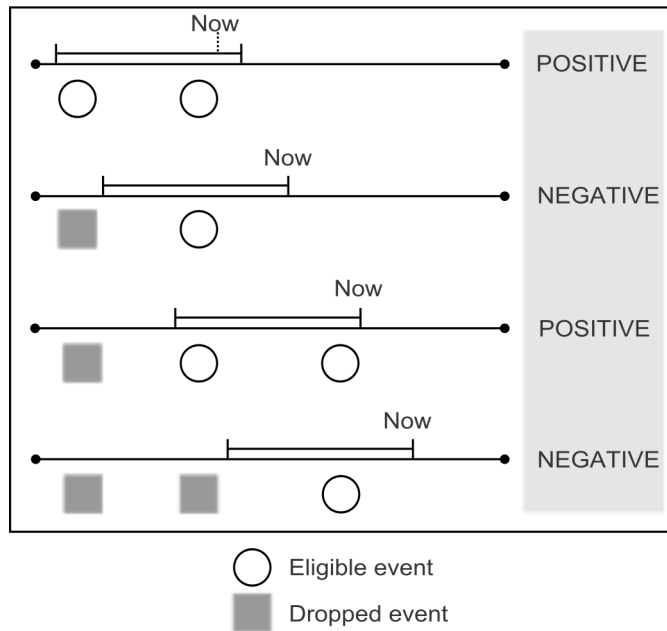 Now
POSITIVE
Now
NEGATIVE
Now
POSITIVE
Now
NEGATIVE
Eligible event
Dropped event